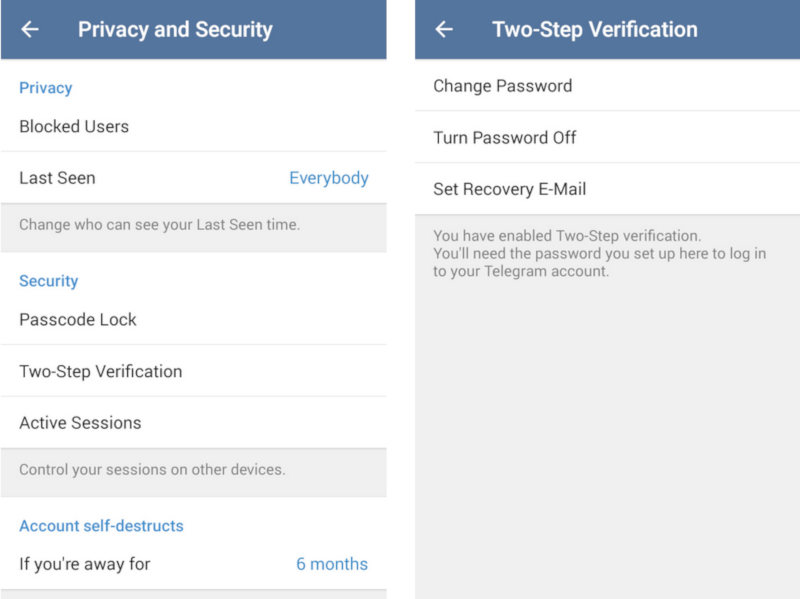 Privacy and Security
Privacy
Blocked Users
Last Seen Everybody
Change who can see your Last Seen time.
Security
Passcode Lock
Two-Step Verification
Active Sessions
Control your sessions on other devices.
Account self-destructs
If you're away for 6 months
Two-Step Verification
Change Password
Turn Password Off
Set Recovery E-Mail
You have enabled Two-Step verification.
You'll need the password you set up here to log in
to your Telegram account.